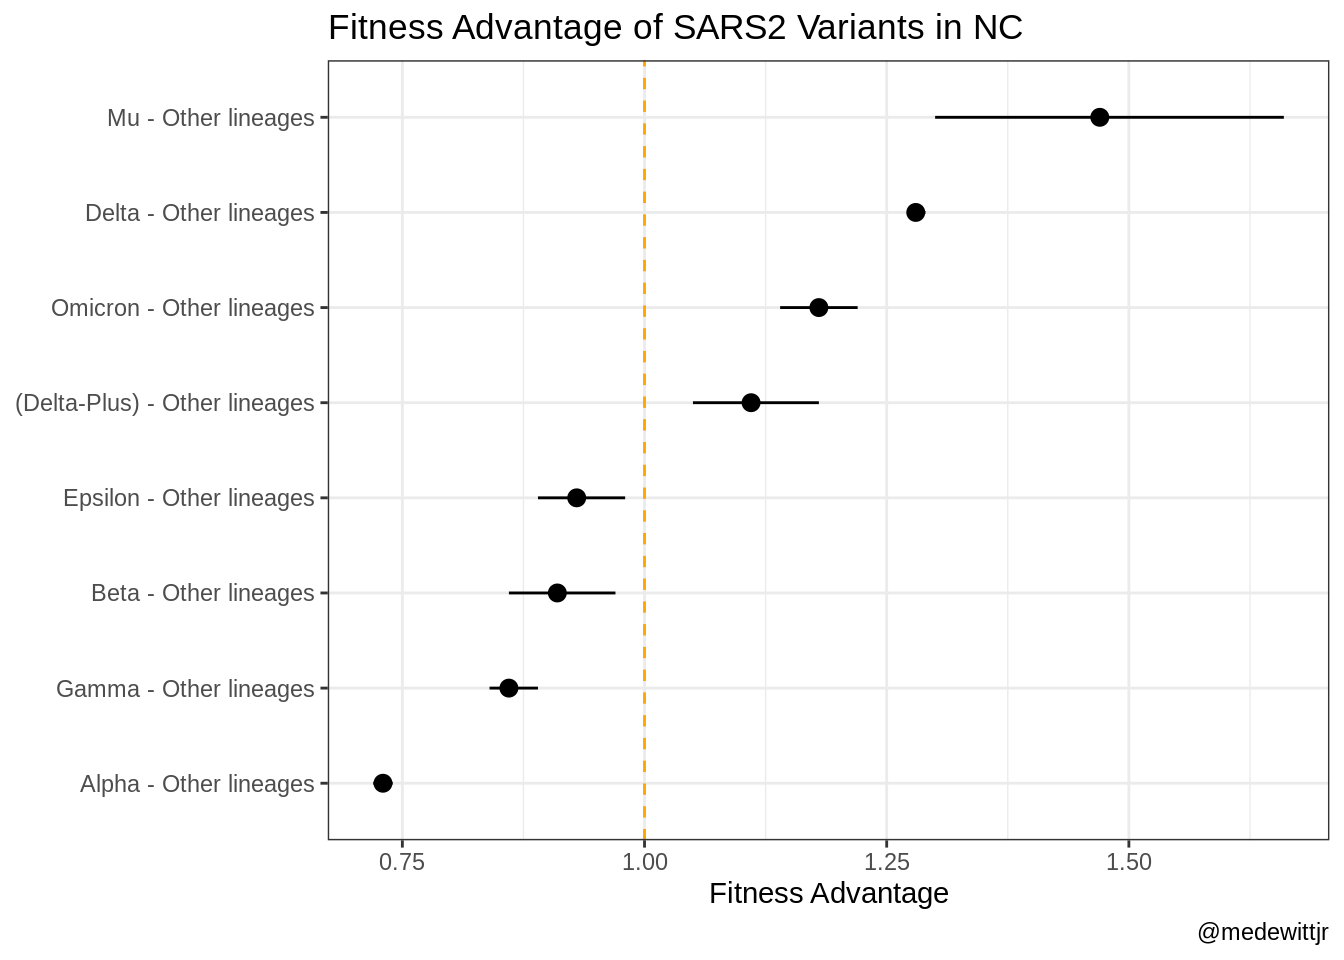 Fitness Advantage of SARS2 Variants in NC
Mu - Other lineages
Delta - Other lineages
Omicron - Other lineages
(Delta-Plus) - Other lineages
Epsilon - Other lineages
Beta - Other lineages
Gamma - Other lineages
Alpha - Other lineages
0.75 1.00 1.25 1.50
Fitness Advantage
@medewittjr